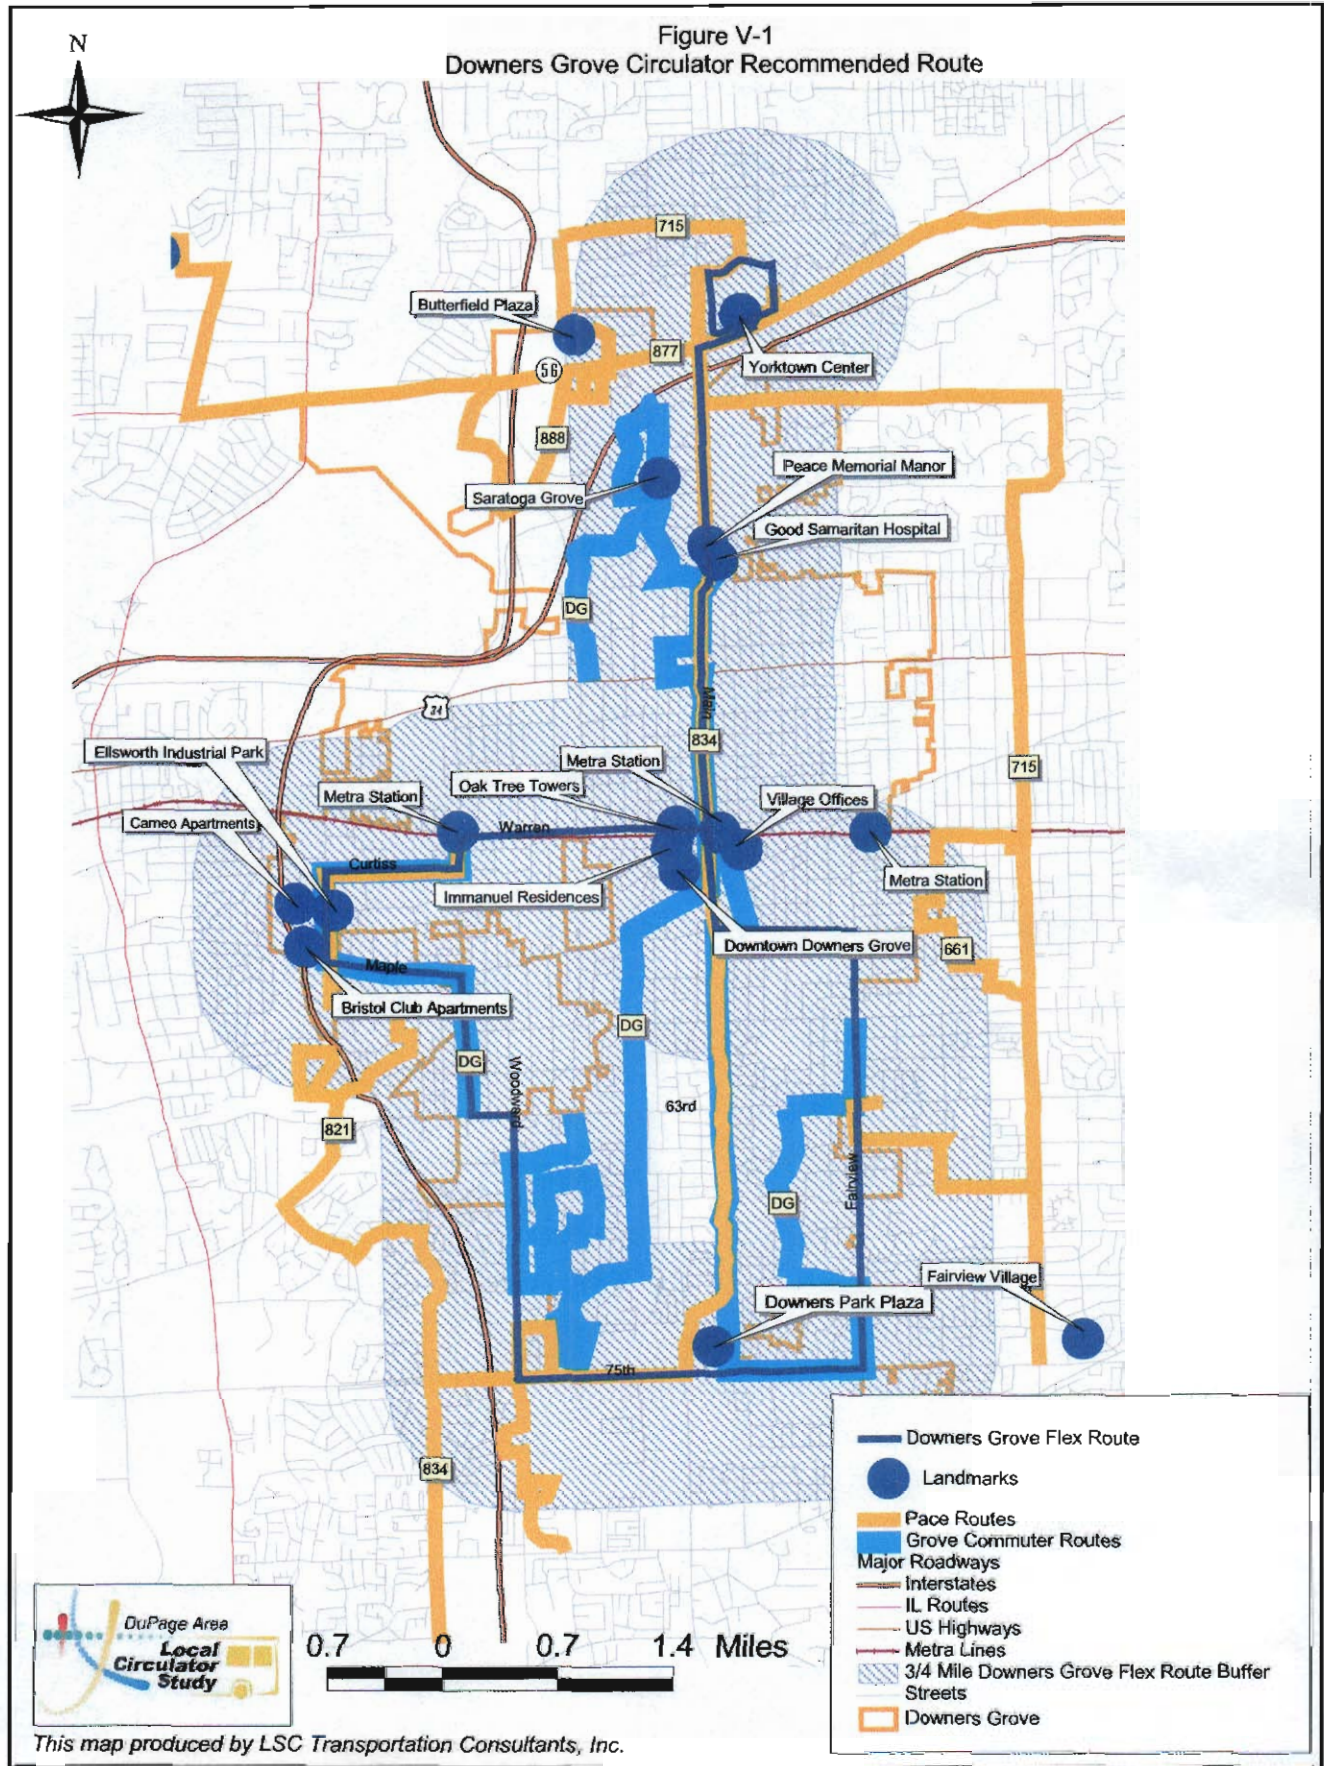 Figure V-1
Downers Grove Circulator Recommended Route
N
715
Butterfield Plaza
877
56
Yorktown Center
888
Peace Memorial Manor
Saratoga Grove
Good Samaritan Hospital
DG
Main
34
834
Ellsworth Industrial Park
Metra Station
715
Oak Tree Towers
Metra Station
Village Offices
Cameo Apartments
Warren
Curtiss
Metra Station
Immanuel Residences
Downtown Downers Grove
661
Maple
Bristol Club Apartments
DG
DG
Woodward
63rd
821
Fairview
DG
Fairview Village
Downers Park Plaza
75th
834
Downers Grove Flex Route
Landmarks
Pace Routes
Grove Commuter Routes
Major Roadways
Interstates
IL Routes
US Highways
Metra Lines
3/4 Mile Downers Grove Flex Route Buffer
Streets
Downers Grove
DuPage Area
Local
Circulator
Study
0.7 0 0.7 1.4 Miles
This map produced by LSC Transportation Consultants, Inc.